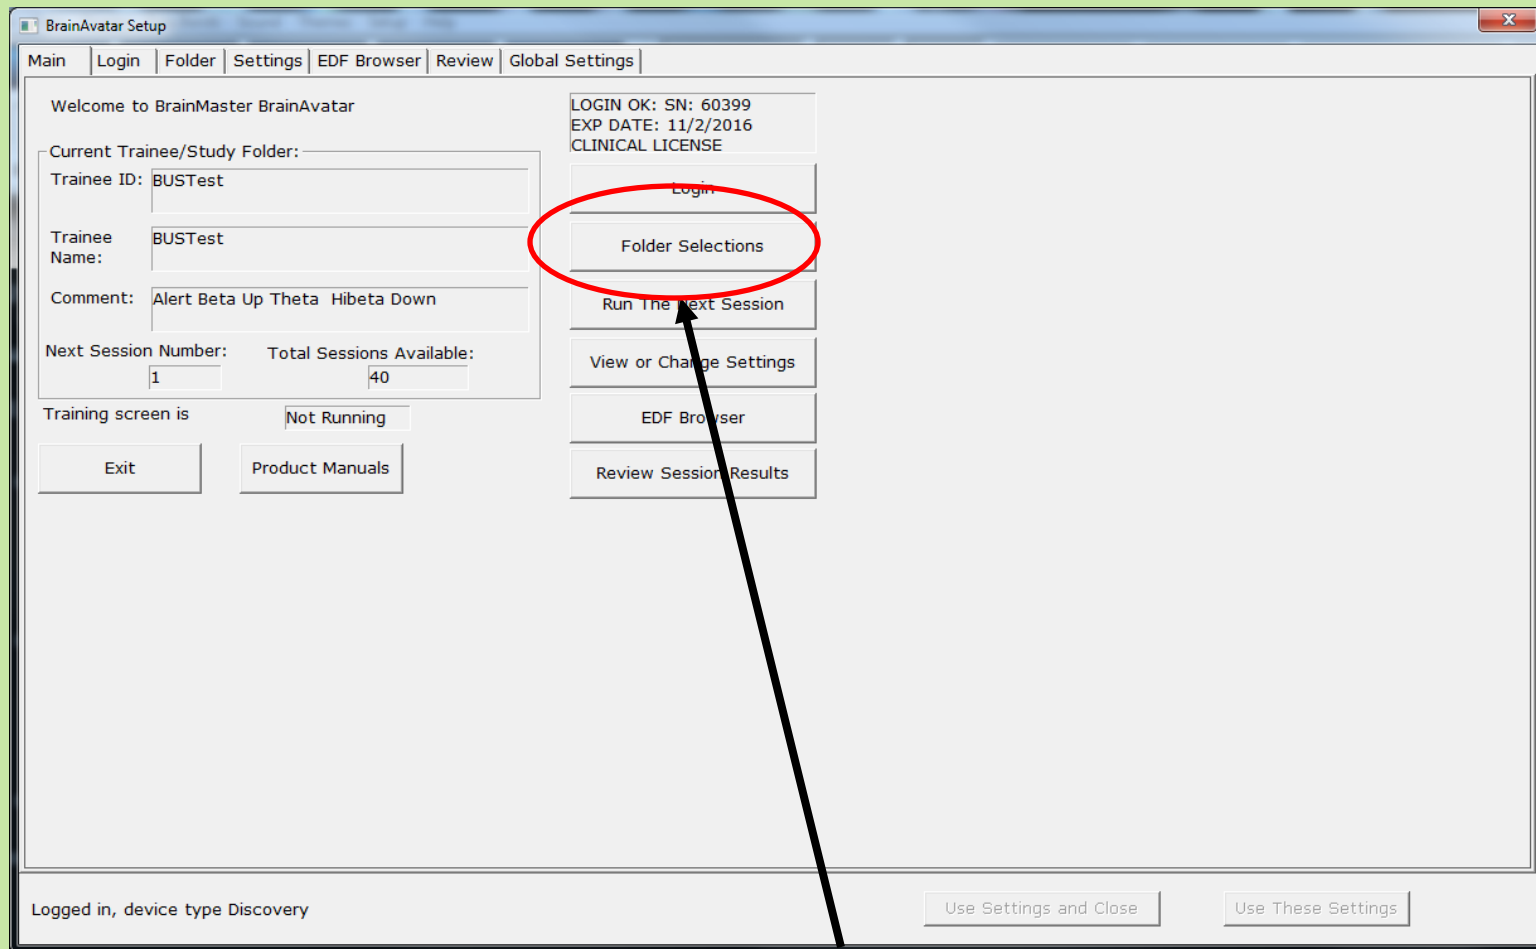 BrainAvatar Setup
Main Login Folder Settings EDF Browser Review Global Settings
Welcome to BrainMaster BrainAvatar
Current Trainee/Study Folder:
Trainee ID: BUSTest
Trainee Name: BUSTest
Comment: Alert Beta Up Theta  Hibeta Down
Next Session Number: Total Sessions Available:
1 40
Training screen is Not Running
Exit Product Manuals
LOGIN OK: SN: 60399
EXP DATE: 11/2/2016
CLINICAL LICENSE
Login
Folder Selections
Run The Next Session
View or Change Settings
EDF Browser
Review Session Results
Logged in, device type Discovery
Use Settings and Close Use These Settings